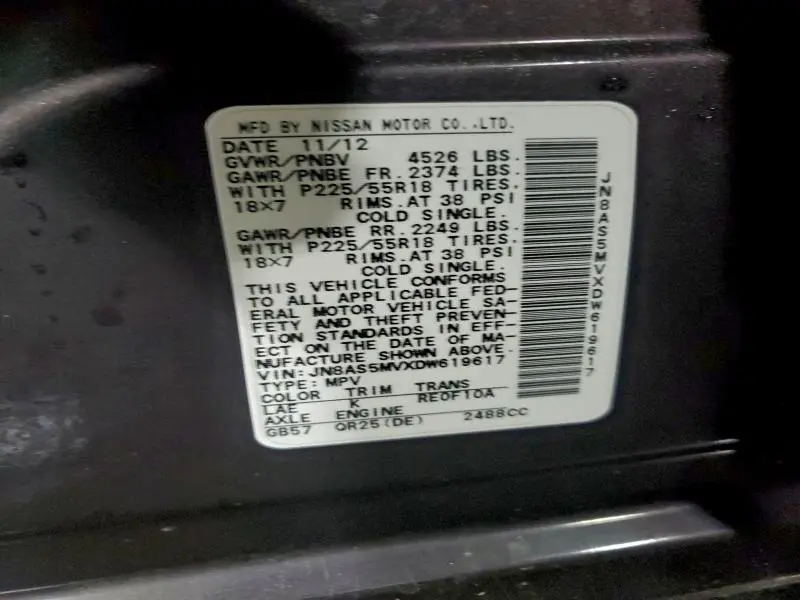 MFD BY NISSAN MOTOR CO.,LTD.
DATE 11/12
GVWR/PNBV 4526 LBS.
GAWR/PNBE FR. 2374 LBS.
WITH P225/55R18 TIRES.
18×7 RIMS.AT 38 PSI
COLD SINGLE.
GAWR/PNBE RR. 2249 LBS.
WITH P225/55R18 TIRES.
18×7 RIMS.AT 38 PSI
COLD SINGLE.
THIS VEHICLE CONFORMS
TO ALL APPLICABLE FED-
ERAL MOTOR VEHICLE SA-
FETY AND THEFT PREVEN-
TION STANDARDS IN EFF-
ECT ON THE DATE OF MA-
NUFACTURE SHOWN ABOVE.
VIN:JN8AS5MVXDW619617
TYPE:MPV
COLOR TRIM TRANS
LAE K RE0F10A
AXLE ENGINE
GB57 QR25(DE) 2488CC
JN8AS5MVXDW619617